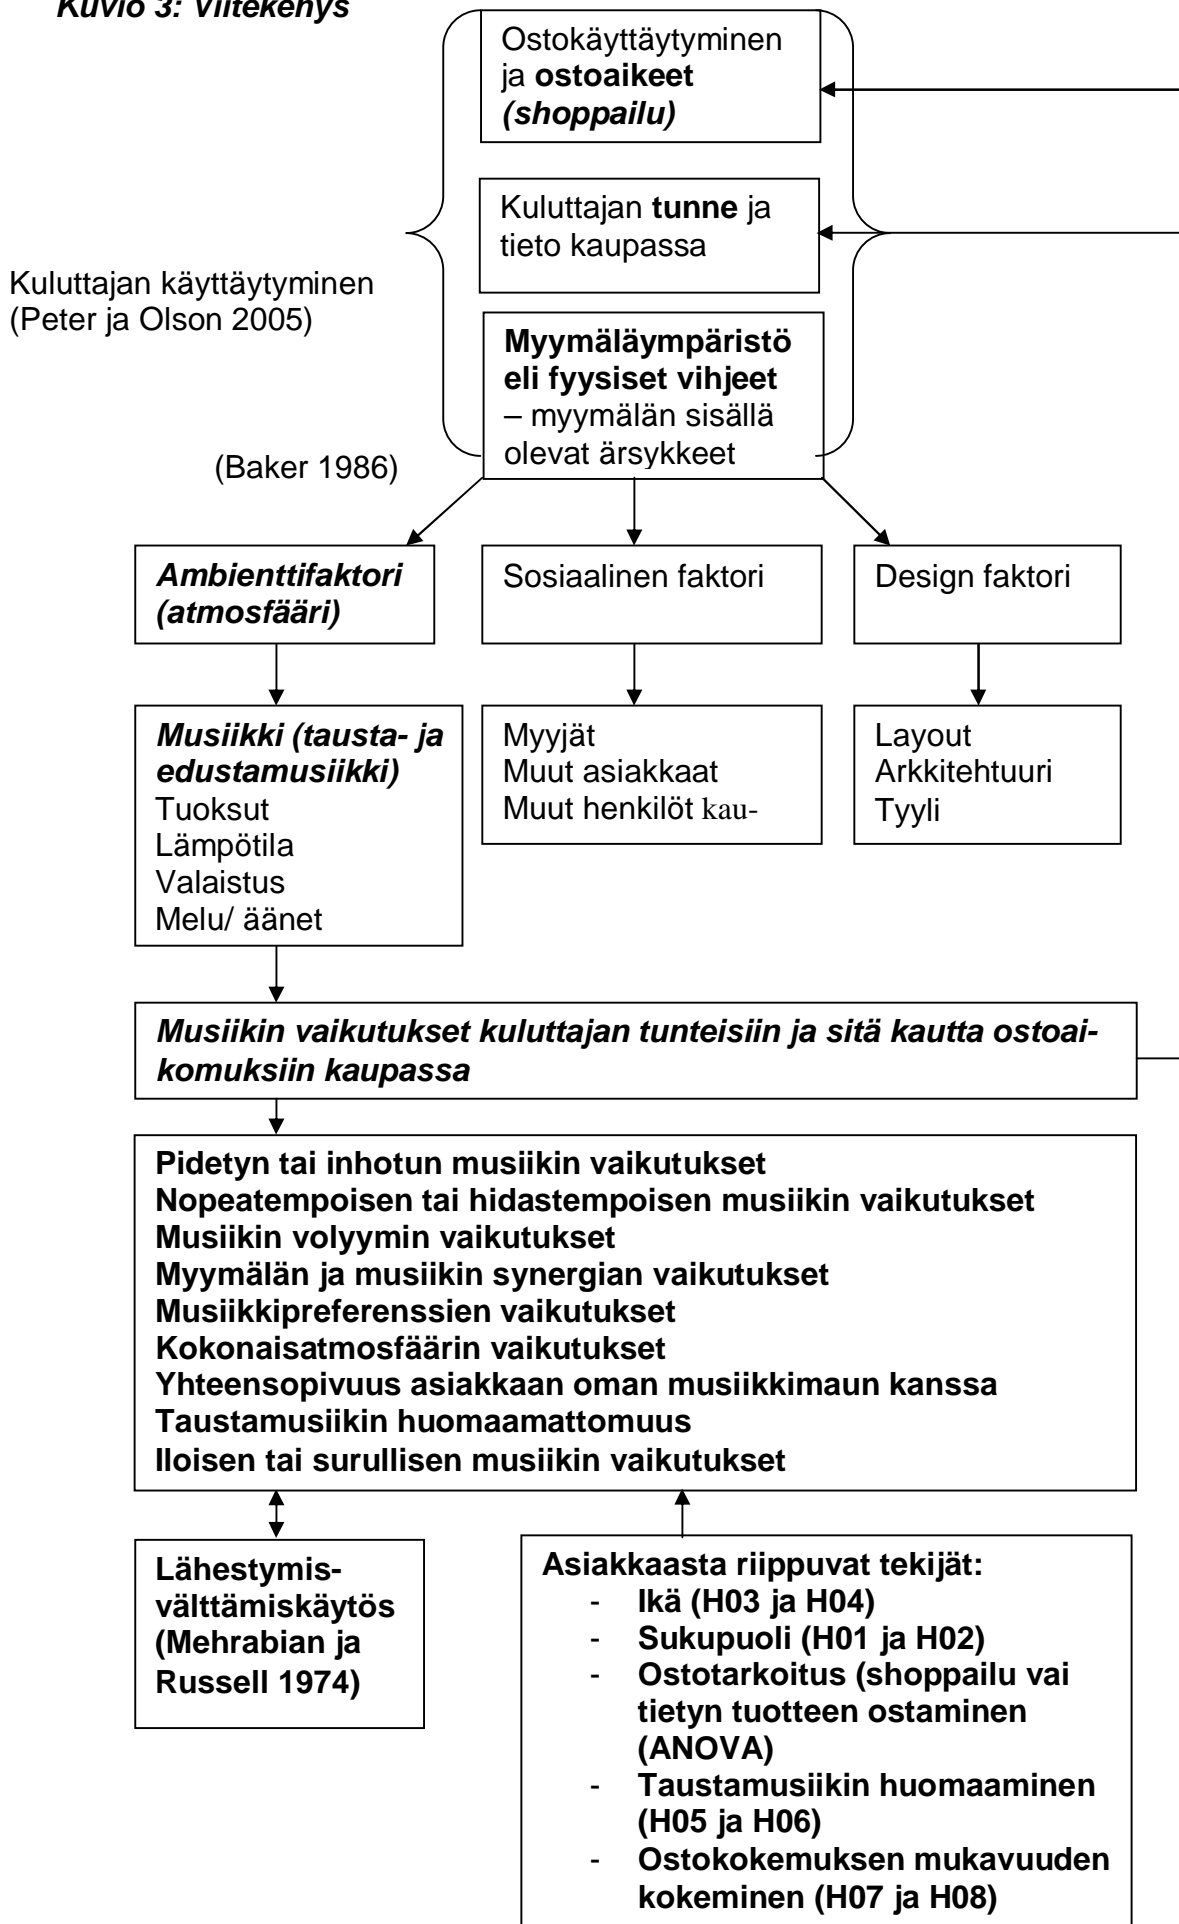 Kuvio 3: Viitekehys
Ostokäyttäytyminen
ja ostoaikeet
(shoppailu)
Kuluttajan tunne ja
tieto kaupassa
Kuluttajan käyttäytyminen
(Peter ja Olson 2005)
Myymäläympäristö
eli fyysiset vihjeet
– myymälän sisällä
olevat ärsykkeet
(Baker 1986)
Ambienttifaktori
(atmosfääri)
Sosiaalinen faktori
Design faktori
Musiikki (tausta- ja
edustamusiikki)
Tuoksut
Lämpötila
Valaistus
Melu/ äänet
Myyjät
Muut asiakkaat
Muut henkilöt kau-
Layout
Arkkitehtuuri
Tyyli
Musiikin vaikutukset kuluttajan tunteisiin ja sitä kautta ostoai-
komuksiin kaupassa
Pidetyn tai inhotun musiikin vaikutukset
Nopeatempoisen tai hidastempoisen musiikin vaikutukset
Musiikin volyymin vaikutukset
Myymälän ja musiikin synergian vaikutukset
Musiikkipreferenssien vaikutukset
Kokonaisatmosfäärin vaikutukset
Yhteensopivuus asiakkaan oman musiikkimaun kanssa
Taustamusiikin huomaamattomuus
Iloisen tai surullisen musiikin vaikutukset
Lähestymis-
välttämiskäytös
(Mehrabian ja
Russell 1974)
Asiakkaasta riippuvat tekijät:
- Ikä (H03 ja H04)
- Sukupuoli (H01 ja H02)
- Ostotarkoitus (shoppailu vai
tietyn tuotteen ostaminen
(ANOVA)
- Taustamusiikin huomaaminen
(H05 ja H06)
- Ostokokemuksen mukavuuden
kokeminen (H07 ja H08)